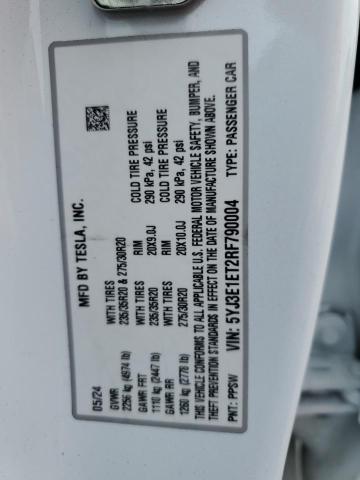 MFD BY TESLA, INC.
05/24
GVWR
2256 kg (4974 lb)
WITH TIRES
235/35R20 & 275/30R20
GAWR FRT
1110 kg (2447 lb)
WITH TIRES
235/35R20
RIM
20X9.0J
COLD TIRE PRESSURE
290 kPa, 42 psi
GAWR RR
1260 kg (2778 lb)
WITH TIRES
275/30R20
RIM
20X10.0J
COLD TIRE PRESSURE
290 kPa, 42 psi
THIS VEHICLE CONFORMS TO ALL APPLICABLE U.S. FEDERAL MOTOR VEHICLE SAFETY, BUMPER, AND
THEFT PREVENTION STANDARDS IN EFFECT ON THE DATE OF MANUFACTURE SHOWN ABOVE.
VIN: 5YJ3E1ET2RF790004
PNT: PPSW TYPE: PASSENGER CAR